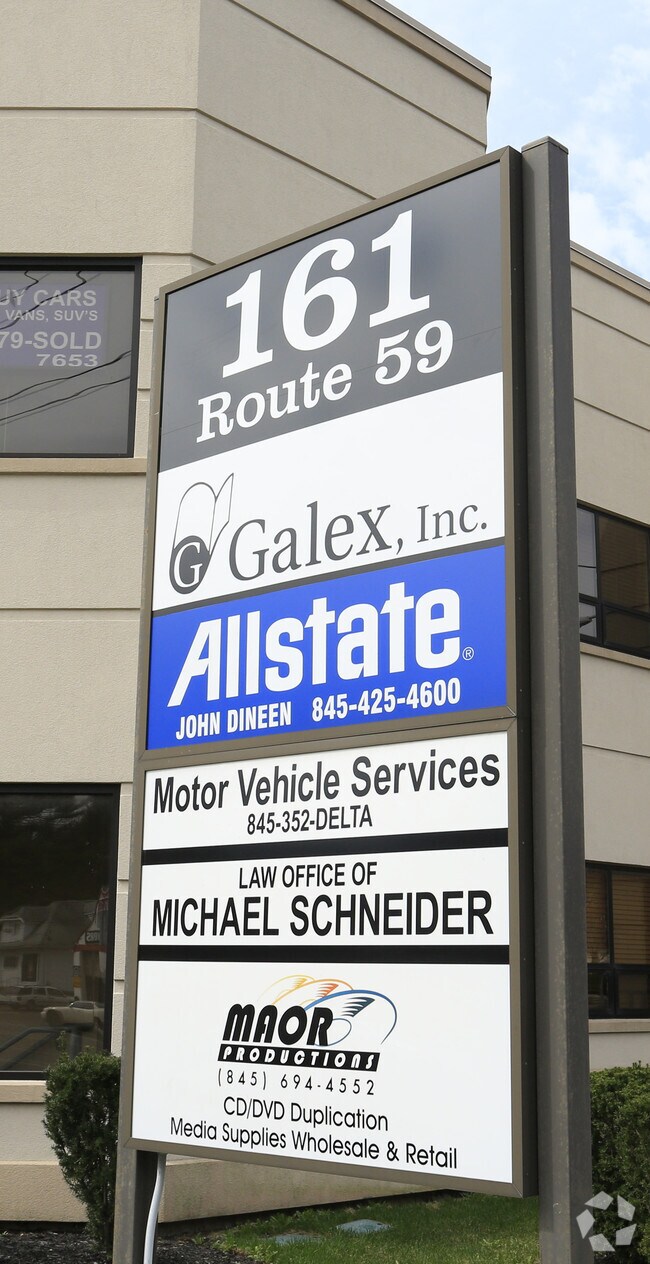 UY CARS
VANS, SUV'S
79-SOLD
7653
161
Route 59
G Galex, Inc.
Allstate®
JOHN DINEEN 845-425-4600
Motor Vehicle Services
845-352-DELTA
LAW OFFICE OF
MICHAEL SCHNEIDER
MAOR
PRODUCTIONS
(845) 694-4552
CD/DVD Duplication
Media Supplies Wholesale & Retail